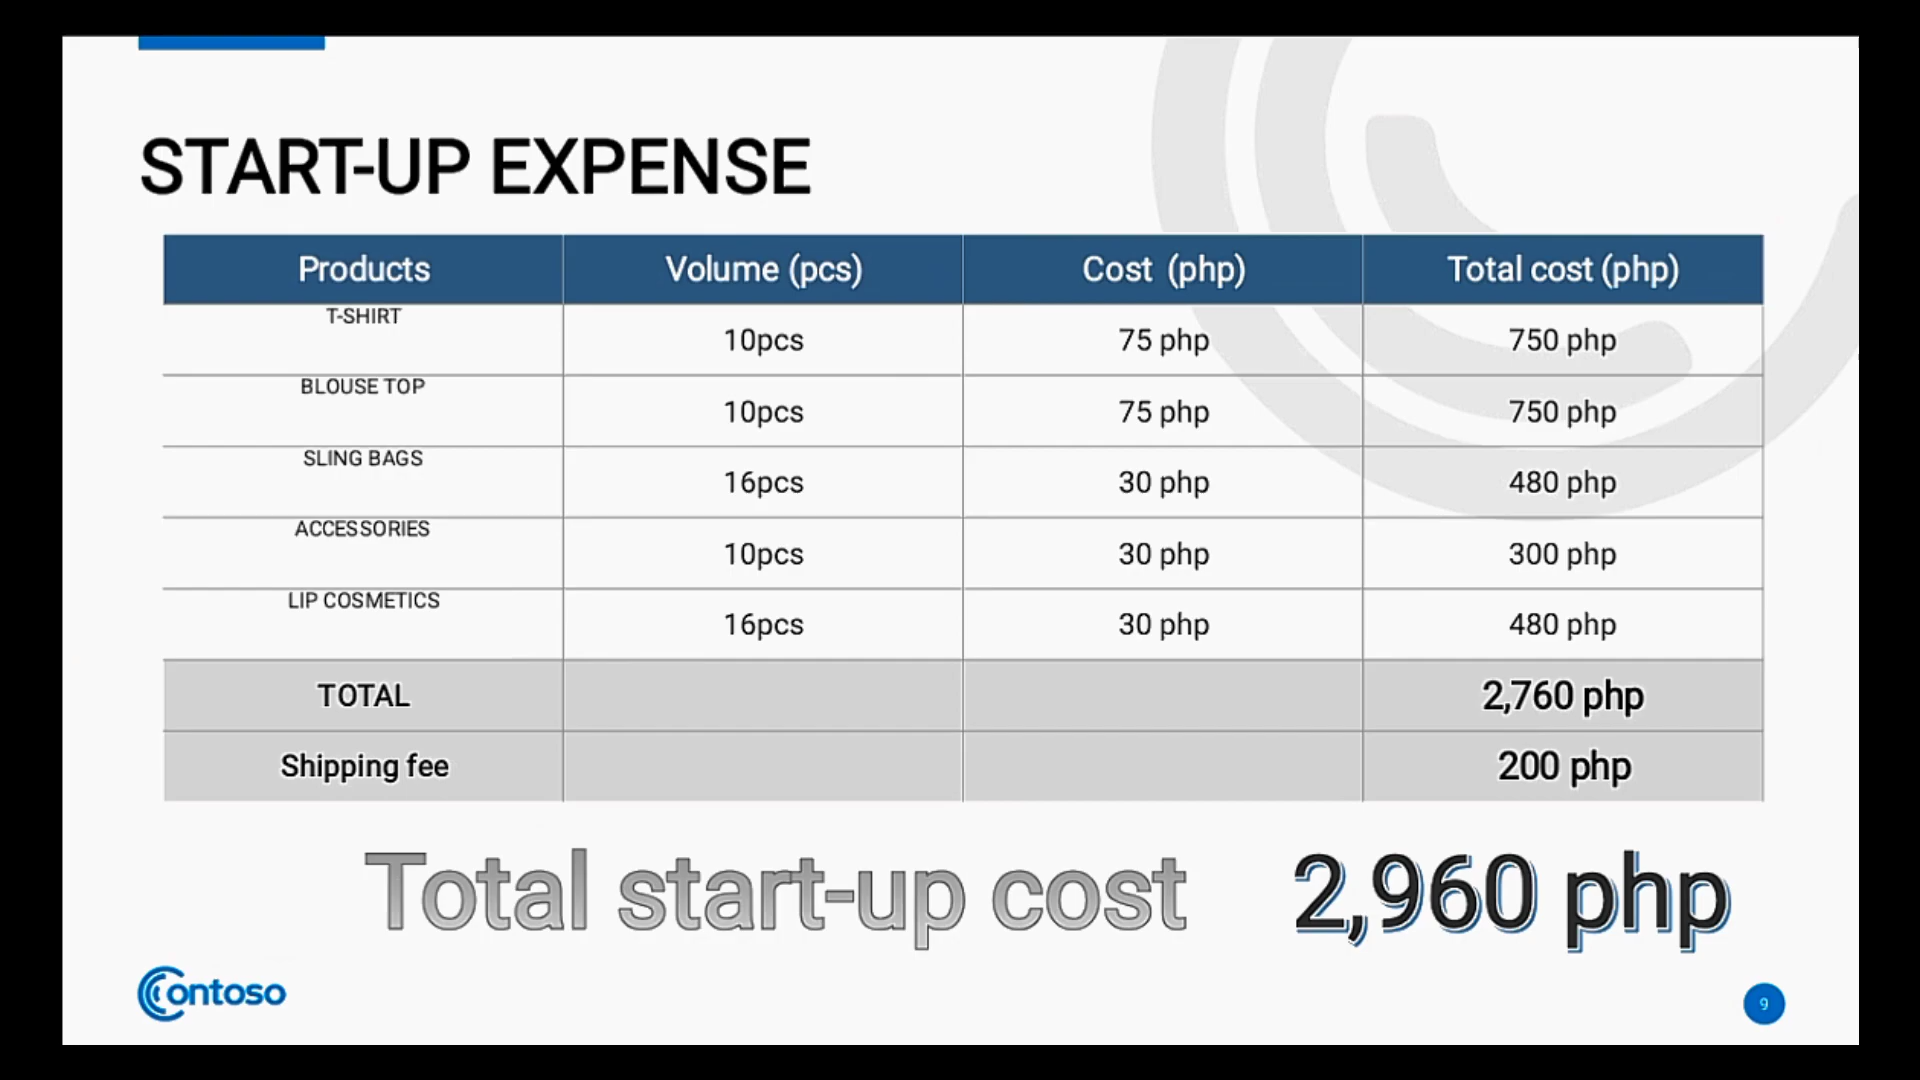 START-UP EXPENSE
Products Volume (pcs) Cost (php) Total cost (php)
T-SHIRT 10pcs 75 php 750 php
BLOUSE TOP 10pcs 75 php 750 php
SLING BAGS 16pcs 30 php 480 php
ACCESSORIES 10pcs 30 php 300 php
LIP COSMETICS 16pcs 30 php 480 php
TOTAL 2,760 php
Shipping fee 200 php
Total start-up cost 2,960 php
Contoso
9